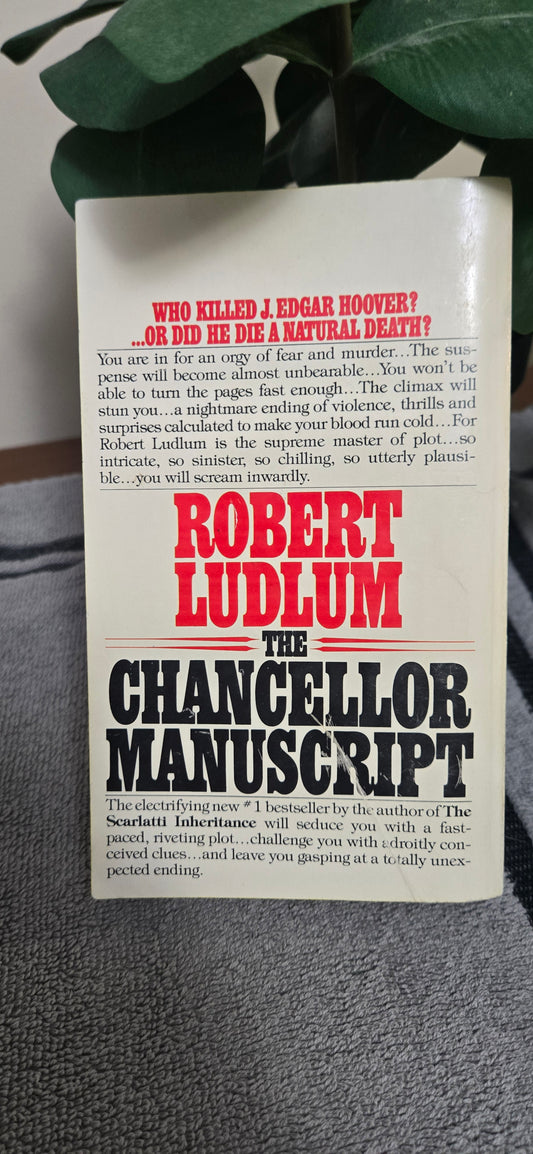 WHO KILLED J. EDGAR HOOVER?
...OR DID HE DIE A NATURAL DEATH?
You are in for an orgy of fear and murder...The sus-
pense will become almost unbearable...You won't be
able to turn the pages fast enough...The climax will
stun you...a nightmare ending of violence, thrills and
surprises calculated to make your blood run cold...For
Robert Ludlum is the supreme master of plot...so
intricate, so sinister, so chilling, so utterly plausi-
ble...you will scream inwardly.
ROBERT
LUDLUM
THE
CHANCELLOR
MANUSCRIPT
The electrifying new #1 bestseller by the author of The
Scarlatti Inheritance will seduce you with a fast-
paced, riveting plot...challenge you with adroitly con-
ceived clues...and leave you gasping at a totally unex-
pected ending.